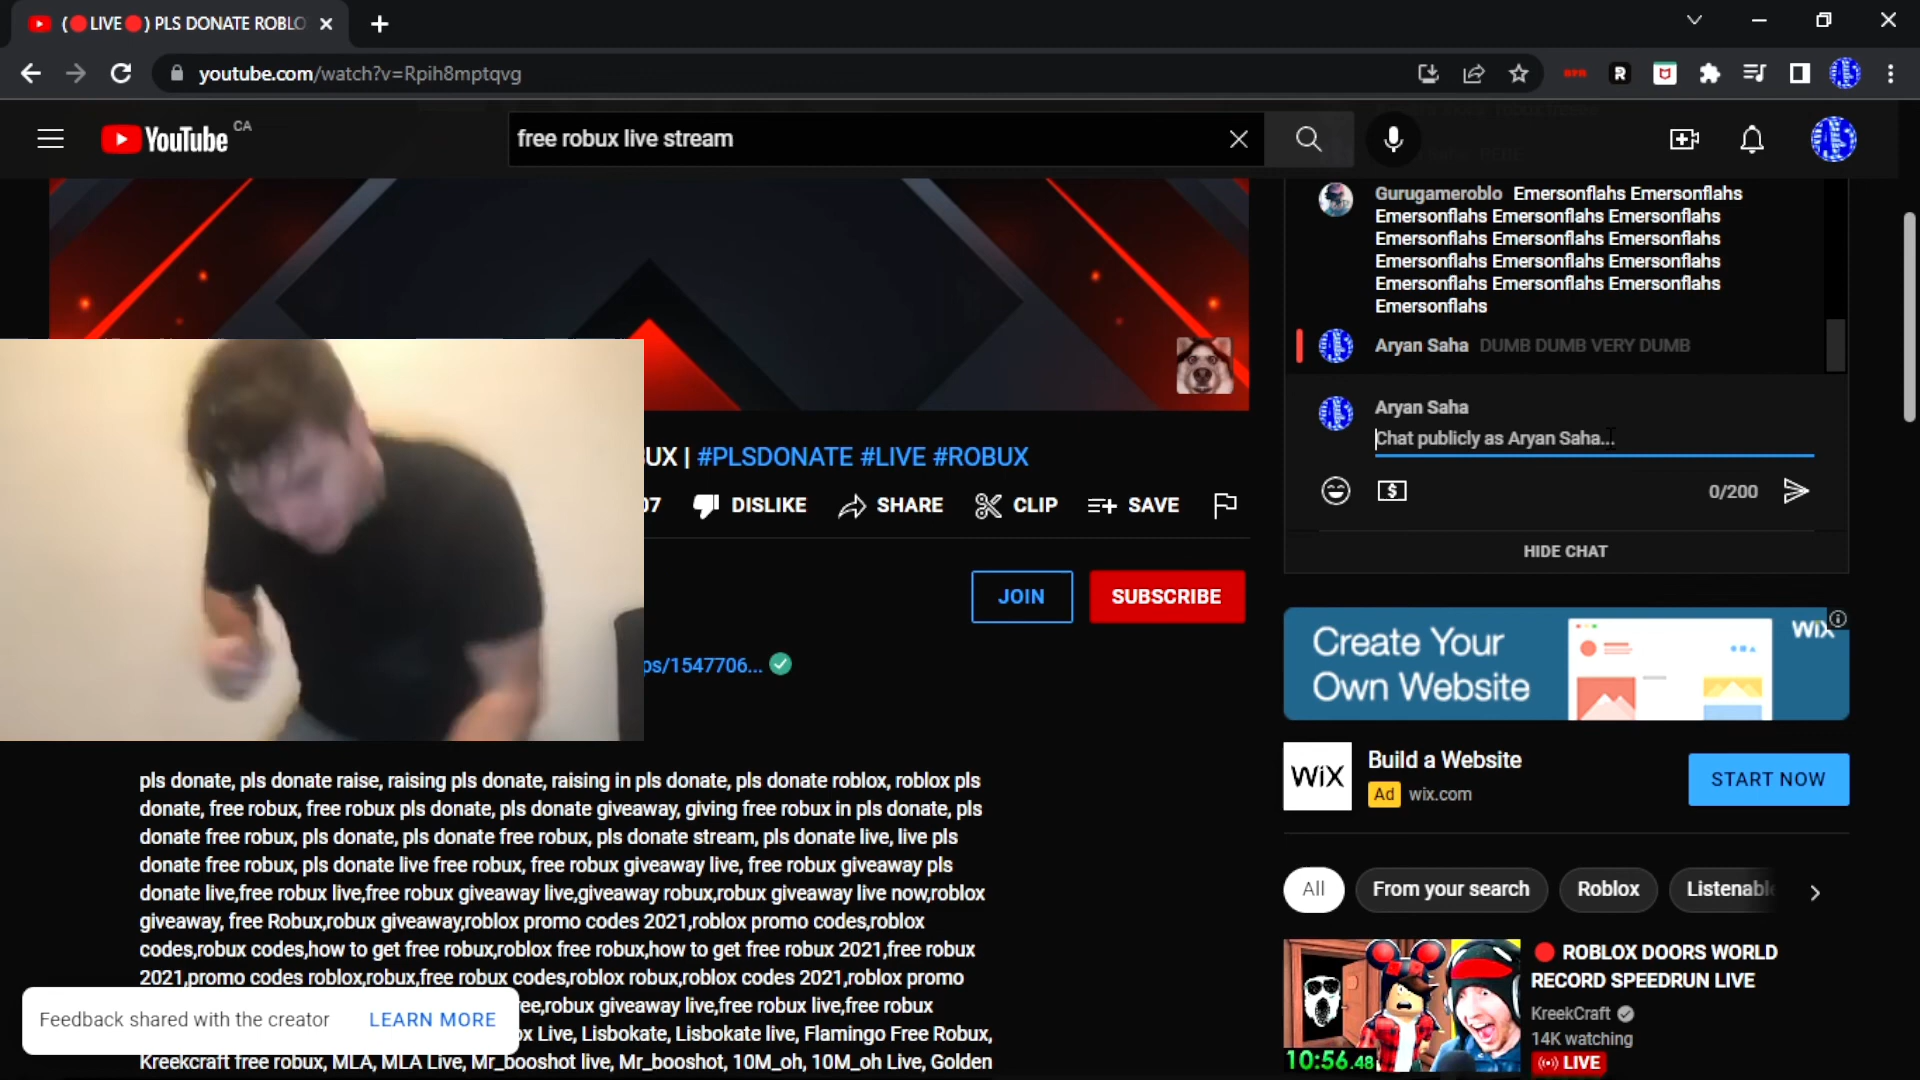 (🔴LIVE🔴) PLS DONATE ROBLO
youtube.com/watch?v=Rpih8mptqvg
YouTube CA
free robux live stream
Gurugameroblo Emersonflahs Emersonflahs
Emersonflahs Emersonflahs Emersonflahs
Emersonflahs Emersonflahs Emersonflahs
Emersonflahs Emersonflahs Emersonflahs
Emersonflahs Emersonflahs Emersonflahs
Emersonflahs
Aryan Saha DUMB DUMB VERY DUMB
Aryan Saha
Chat publicly as Aryan Saha...
0/200
HIDE CHAT
UX | #PLSDONATE #LIVE #ROBUX
07 DISLIKE SHARE CLIP SAVE
JOIN SUBSCRIBE
ps/1547706...
pls donate, pls donate raise, raising pls donate, raising in pls donate, pls donate roblox, roblox pls
donate, free robux, free robux pls donate, pls donate giveaway, giving free robux in pls donate, pls
donate free robux, pls donate, pls donate free robux, pls donate stream, pls donate live, live pls
donate free robux, pls donate live free robux, free robux giveaway live, free robux giveaway pls
donate live,free robux live,free robux giveaway live,giveaway robux,robux giveaway live now,roblox
giveaway, free Robux,robux giveaway,roblox promo codes 2021,roblox promo codes,roblox
codes,robux codes,how to get free robux,roblox free robux,how to get free robux 2021,free robux
2021,promo codes roblox,robux,free robux codes,roblox robux,roblox codes 2021,roblox promo
ee,robux giveaway live,free robux live,free robux
x Live, Lisbokate, Lisbokate live, Flamingo Free Robux,
Kreekcraft free robux, MLA, MLA Live, Mr_booshot live, Mr_booshot, 10M_oh, 10M_oh Live, Golden
Feedback shared with the creator LEARN MORE
Create Your
Own Website
WiX
WiX
Build a Website
Ad wix.com
START NOW
All From your search Roblox Listenabl
10:56.48
🔴 ROBLOX DOORS WORLD
RECORD SPEEDRUN LIVE
KreekCraft
14K watching
LIVE